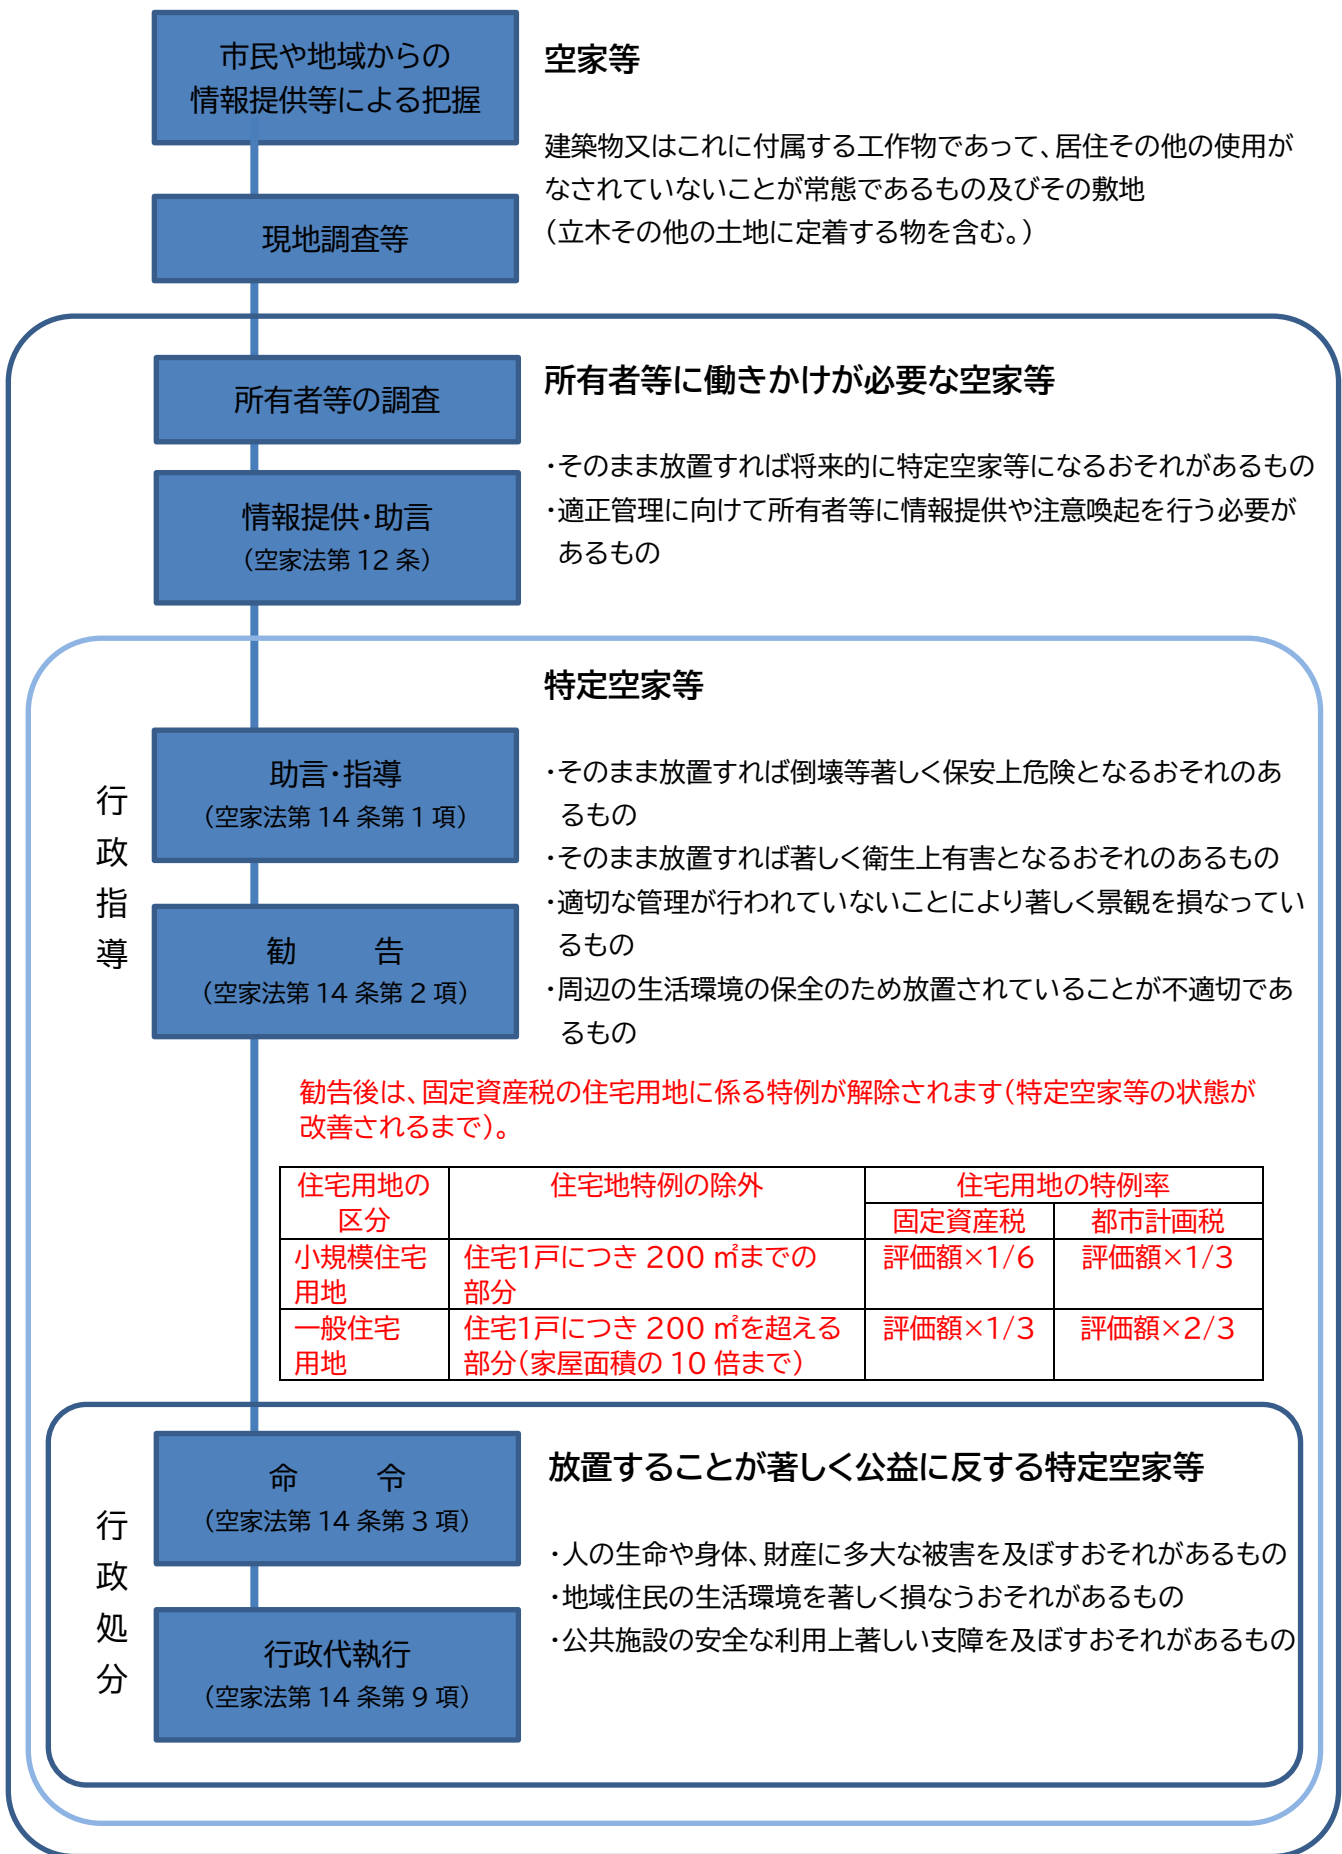 市民や地域からの
情報提供等による把握
空家等
建築物又はこれに付属する工作物であって、居住その他の使用が
なされていないことが常態であるもの及びその敷地
（立木その他の土地に定着する物を含む。）
現地調査等
所有者等の調査
所有者等に働きかけが必要な空家等
・そのまま放置すれば将来的に特定空家等になるおそれがあるもの
・適正管理に向けて所有者等に情報提供や注意喚起を行う必要が
あるもの
情報提供・助言
（空家法第12条）
特定空家等
行政指導
助言・指導
（空家法第14条第1項）
・そのまま放置すれば倒壊等著しく保安上危険となるおそれのあ
るもの
・そのまま放置すれば著しく衛生上有害となるおそれのあるもの
・適切な管理が行われていないことにより著しく景観を損なってい
るもの
・周辺の生活環境の保全のため放置されていることが不適切であ
るもの
勧　　告
（空家法第14条第2項）
勧告後は、固定資産税の住宅用地に係る特例が解除されます（特定空家等の状態が
改善されるまで）。
住宅用地の
区分
住宅地特例の除外
住宅用地の特例率
固定資産税
都市計画税
小規模住宅
用地
住宅1戸につき200㎡までの
部分
評価額×1/6
評価額×1/3
一般住宅
用地
住宅1戸につき200㎡を超える
部分（家屋面積の10倍まで）
評価額×1/3
評価額×2/3
行政処分
命　　令
（空家法第14条第3項）
放置することが著しく公益に反する特定空家等
・人の生命や身体、財産に多大な被害を及ぼすおそれがあるもの
・地域住民の生活環境を著しく損なうおそれがあるもの
・公共施設の安全な利用上著しい支障を及ぼすおそれがあるもの
行政代執行
（空家法第14条第9項）